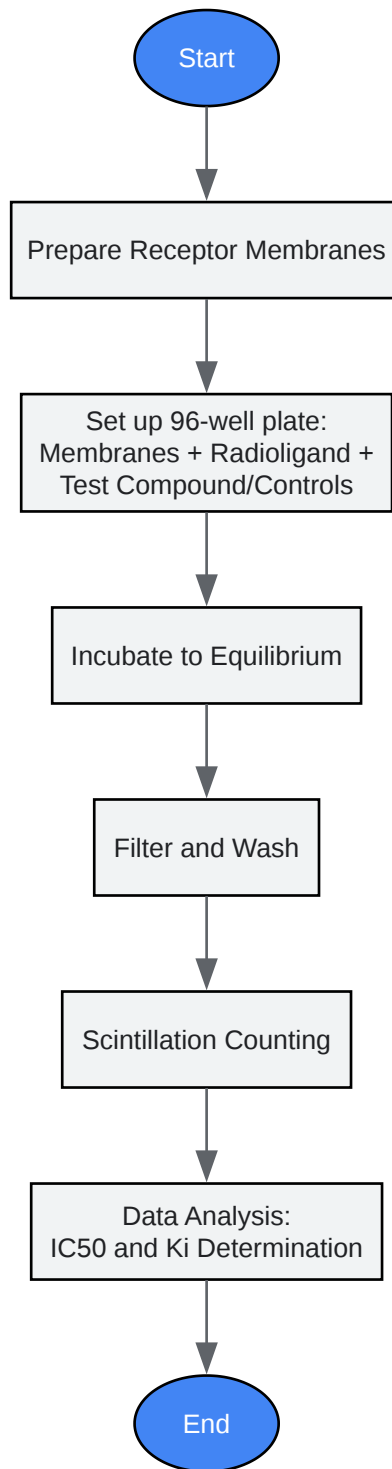 Start
Prepare Receptor Membranes
Set up 96-well plate:
Membranes + Radioligand +
Test Compound/Controls
Incubate to Equilibrium
Filter and Wash
Scintillation Counting
Data Analysis:
IC50 and Ki Determination
End